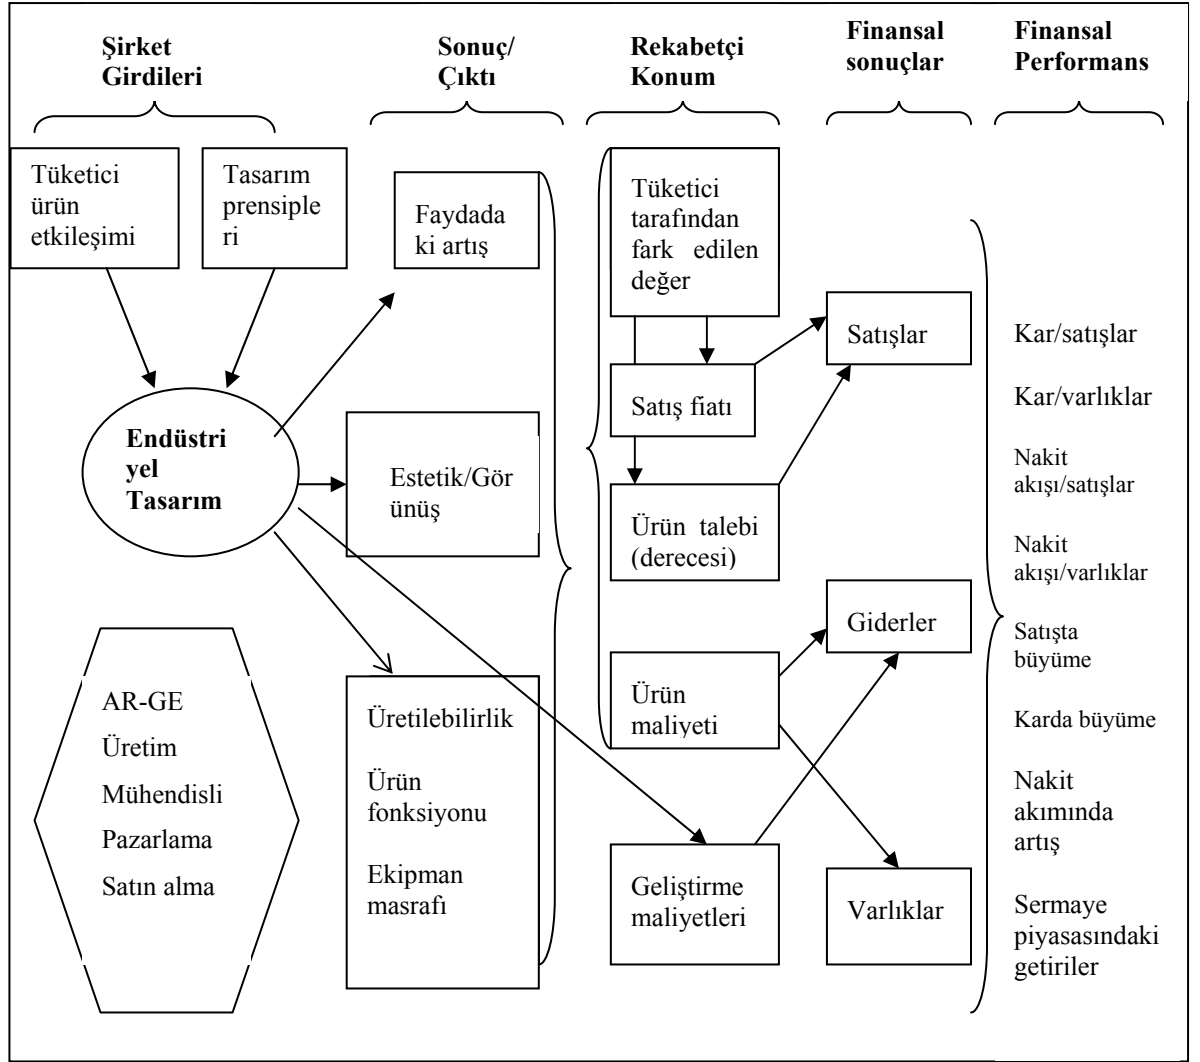 Şirket
Girdileri
Sonuç/
Çıktı
Rekabetçi
Konum
Finansal
sonuçlar
Finansal
Performans
Tüketici
ürün
etkileşimi
Tasarım
prensiple
ri
Endüstri
yel
Tasarım
AR-GE
Üretim
Mühendisli
Pazarlama
Satın alma
Faydada
ki artış
Estetik/Gör
ünüş
Üretilebilirlik
Ürün
fonksiyonu
Ekipman
masrafı
Tüketici
tarafından
fark edilen
değer
Satış fiatı
Ürün talebi
(derecesi)
Ürün
maliyeti
Geliştirme
maliyetleri
Satışlar
Giderler
Varlıklar
Kar/satışlar
Kar/varlıklar
Nakit
akışı/satışlar
Nakit
akışı/varlıklar
Satışta
büyüme
Karda büyüme
Nakit
akımında
artış
Sermaye
piyasasındaki
getiriler